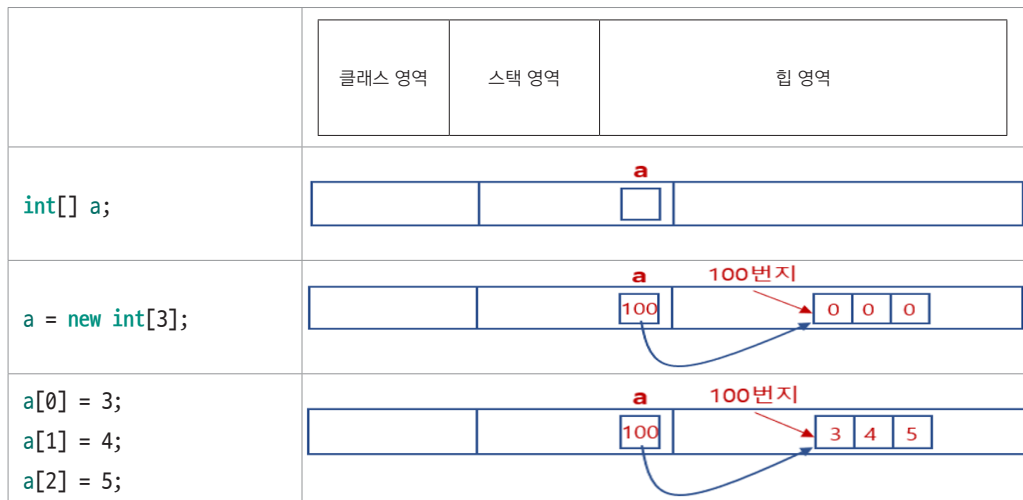 클래스 영역 스택 영역 힙 영역
int[] a;
a
a = new int[3];
a 100번지
100 0 0 0
a[0] = 3;
a[1] = 4;
a[2] = 5;
a 100번지
100 3 4 5